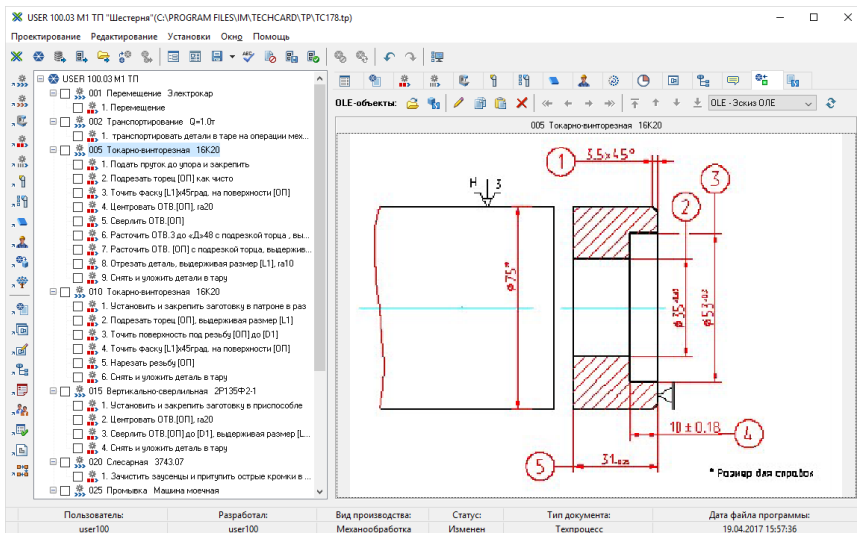 USER 100.03 М1 ТП "Шестерня"(C:\PROGRAM FILES\IM\TECHCARD\TP\TC178.tp)
Проектирование Редактирование Установки Окно Помощь
USER 100.03 М1 ТП
001 Перемещение Электрокар
1. Перемещение
002 Транспортирование Q=1.0т
1. транспортировать детали в таре на операции мех...
005 Токарно-винторезная 16К20
1. Подать пруток до упора и закрепить
2. Подрезать торец [ОП] как чисто
3. Точить фаску [L1]х45град. на поверхности [ОП]
4. Центровать ОТВ.[ОП], га20
5. Сверлить ОТВ.[ОП]
6. Расточить ОТВ.3 до «Д»48 с подрезкой торца , вы...
7. Расточить ОТВ. [ОП] с подрезкой торца, выдержив...
8. Отрезать деталь, выдерживая размер [L1], га10
9. Снять и уложить детали в тару
010 Токарно-винторезная 16К20
1. Установить и закрепить заготовку в патроне в раз
2. Подрезать торец [ОП], выдерживая размер [L1]
3. Точить поверхность под резьбу [ОП] до [D1]
4. Точить фаску [L1]х45град. на поверхности [ОП]
5. Нарезать резьбу [ОП]
6. Снять и уложить деталь в тару
015 Вертикально-сверлильная 2Р135Ф2-1
1. Установить и закрепить заготовку в приспособле
2. Центровать ОТВ.[ОП], га20
3. Сверлить ОТВ.[ОП] до [D1], выдерживая размер [L...
4. Снять и уложить деталь в тару
020 Слесарная 3743.07
1. Зачистить заусенцы и притупить острые кромки в ...
025 Промывка Машина моечная
OLE-объекты: OLE - Эскиз ОЛЕ
005 Токарно-винторезная 16К20
1
3.5х45°
3
H 3
2
ϕ75*
ϕ35
ϕ53
10 ± 0.18
4
5
31
* Размер для справок
Пользователь: Разработал: Вид производства: Статус: Тип документа: Дата файла программы:
user100 user100 Механообработка Изменен Техпроцесс 19.04.2017 15:57:36